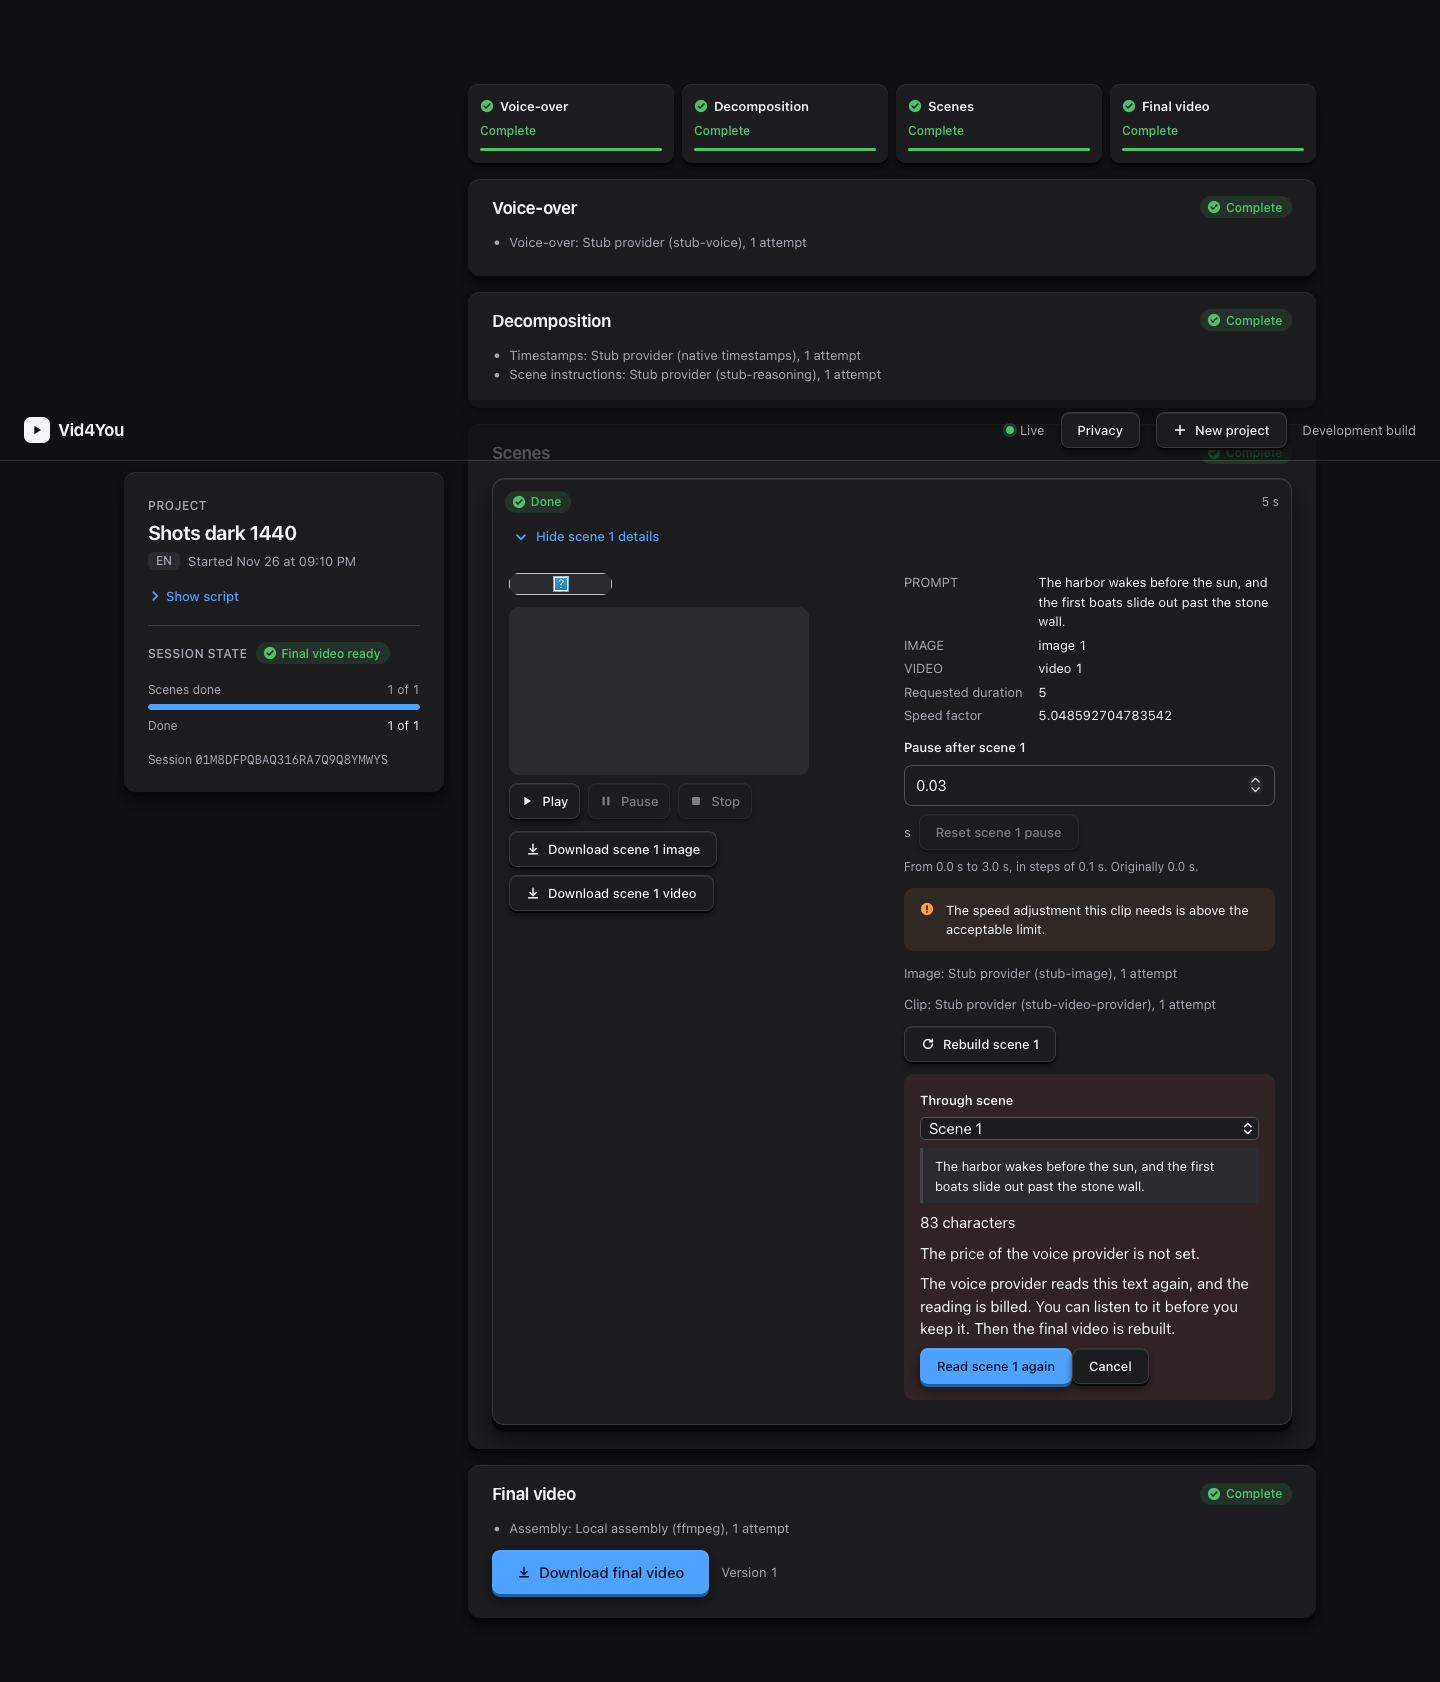 Voice-over
Complete
Decomposition
Complete
Scenes
Complete
Final video
Complete
Voice-over
Complete
Voice-over: Stub provider (stub-voice), 1 attempt
Decomposition
Complete
Timestamps: Stub provider (native timestamps), 1 attempt
Scene instructions: Stub provider (stub-reasoning), 1 attempt
Vid4You
Live
Privacy
New project
Development build
Scenes
Complete
PROJECT
Shots dark 1440
EN Started Nov 26 at 09:10 PM
Show script
SESSION STATE Final video ready
Scenes done 1 of 1
Done 1 of 1
Session 01M8DFPQBAQ316RA7Q9Q8YMWYS
Done
5 s
Hide scene 1 details
?
Play
Pause
Stop
Download scene 1 image
Download scene 1 video
PROMPT The harbor wakes before the sun, and
the first boats slide out past the stone
wall.
IMAGE image 1
VIDEO video 1
Requested duration 5
Speed factor 5.048592704783542
Pause after scene 1
0.03
s Reset scene 1 pause
From 0.0 s to 3.0 s, in steps of 0.1 s. Originally 0.0 s.
The speed adjustment this clip needs is above the
acceptable limit.
Image: Stub provider (stub-image), 1 attempt
Clip: Stub provider (stub-video-provider), 1 attempt
Rebuild scene 1
Through scene
Scene 1
The harbor wakes before the sun, and the first
boats slide out past the stone wall.
83 characters
The price of the voice provider is not set.
The voice provider reads this text again, and the
reading is billed. You can listen to it before you
keep it. Then the final video is rebuilt.
Read scene 1 again
Cancel
Final video
Complete
Assembly: Local assembly (ffmpeg), 1 attempt
Download final video
Version 1